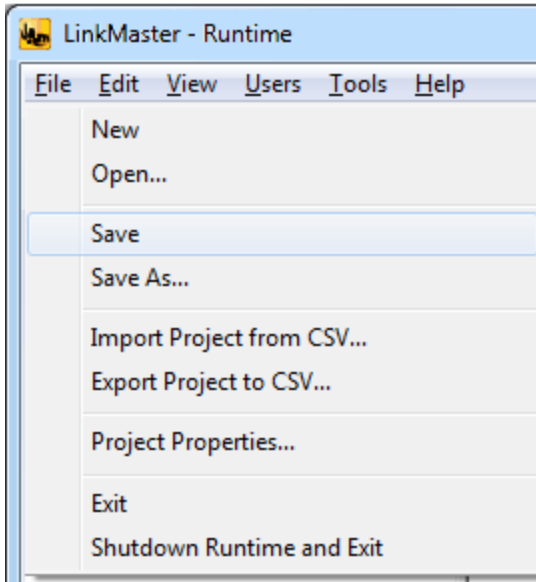 LinkMaster - Runtime
File Edit View Users Tools Help
New
Open...
Save
Save As...
Import Project from CSV...
Export Project to CSV...
Project Properties...
Exit
Shutdown Runtime and Exit